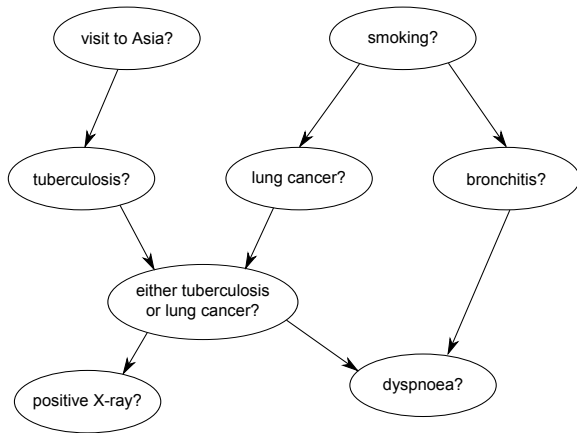 visit to Asia?
smoking?
tuberculosis?
lung cancer?
bronchitis?
either tuberculosis
or lung cancer?
positive X-ray?
dyspnoea?